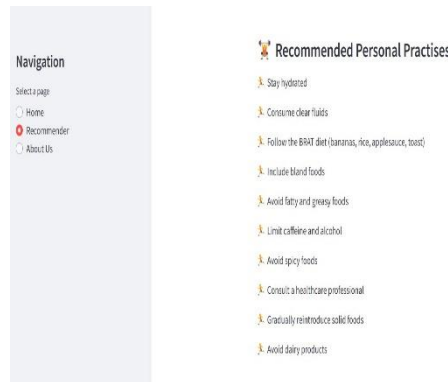 Navigation
Select a page
Home
Recommender
About Us
Recommended Personal Practises
Stay hydrated
Consume clear fluids
Follow the BRAT diet (bananas, rice, applesauce, toast)
Include bland foods
Avoid fatty and greasy foods
Limit caffeine and alcohol
Avoid spicy foods
Consult a healthcare professional
Gradually reintroduce solid foods
Avoid dairy products